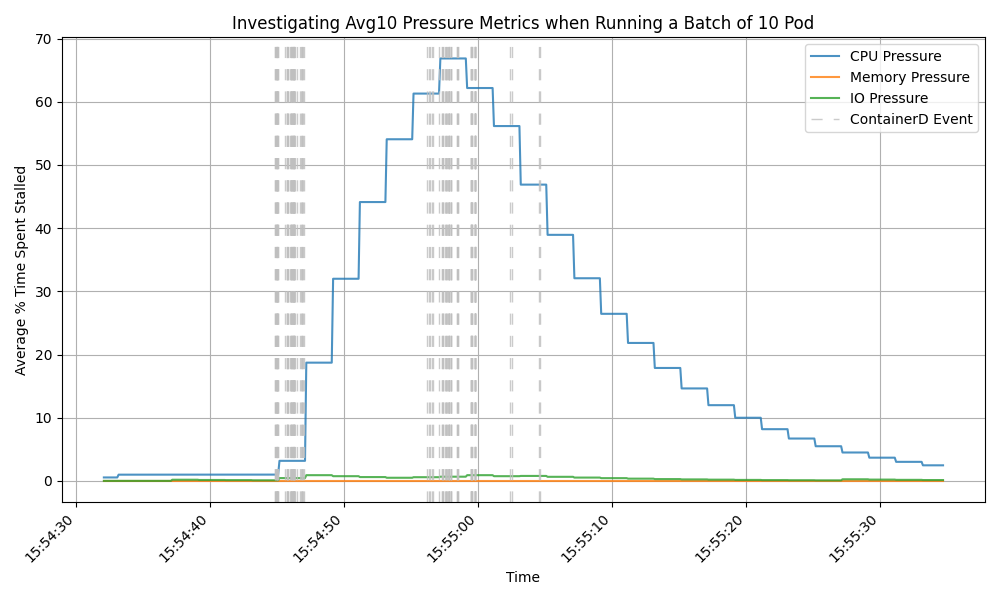 Investigating Avg10 Pressure Metrics when Running a Batch of 10 Pod
CPU Pressure
Memory Pressure
IO Pressure
ContainerD Event
Average % Time Spent Stalled
70
60
50
40
30
20
10
0
15:54:30
15:54:40
15:54:50
15:55:00
15:55:10
15:55:20
15:55:30
Time